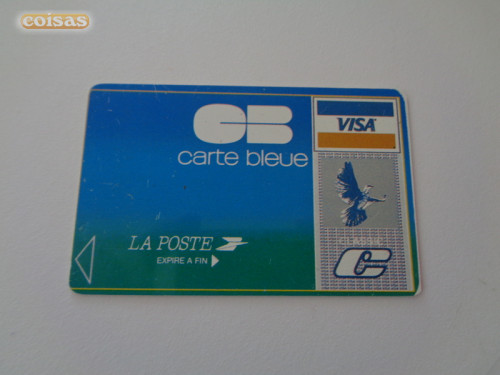 coisas
CB
VISA
carte bleue
LA POSTE
EXPIRE A FIN